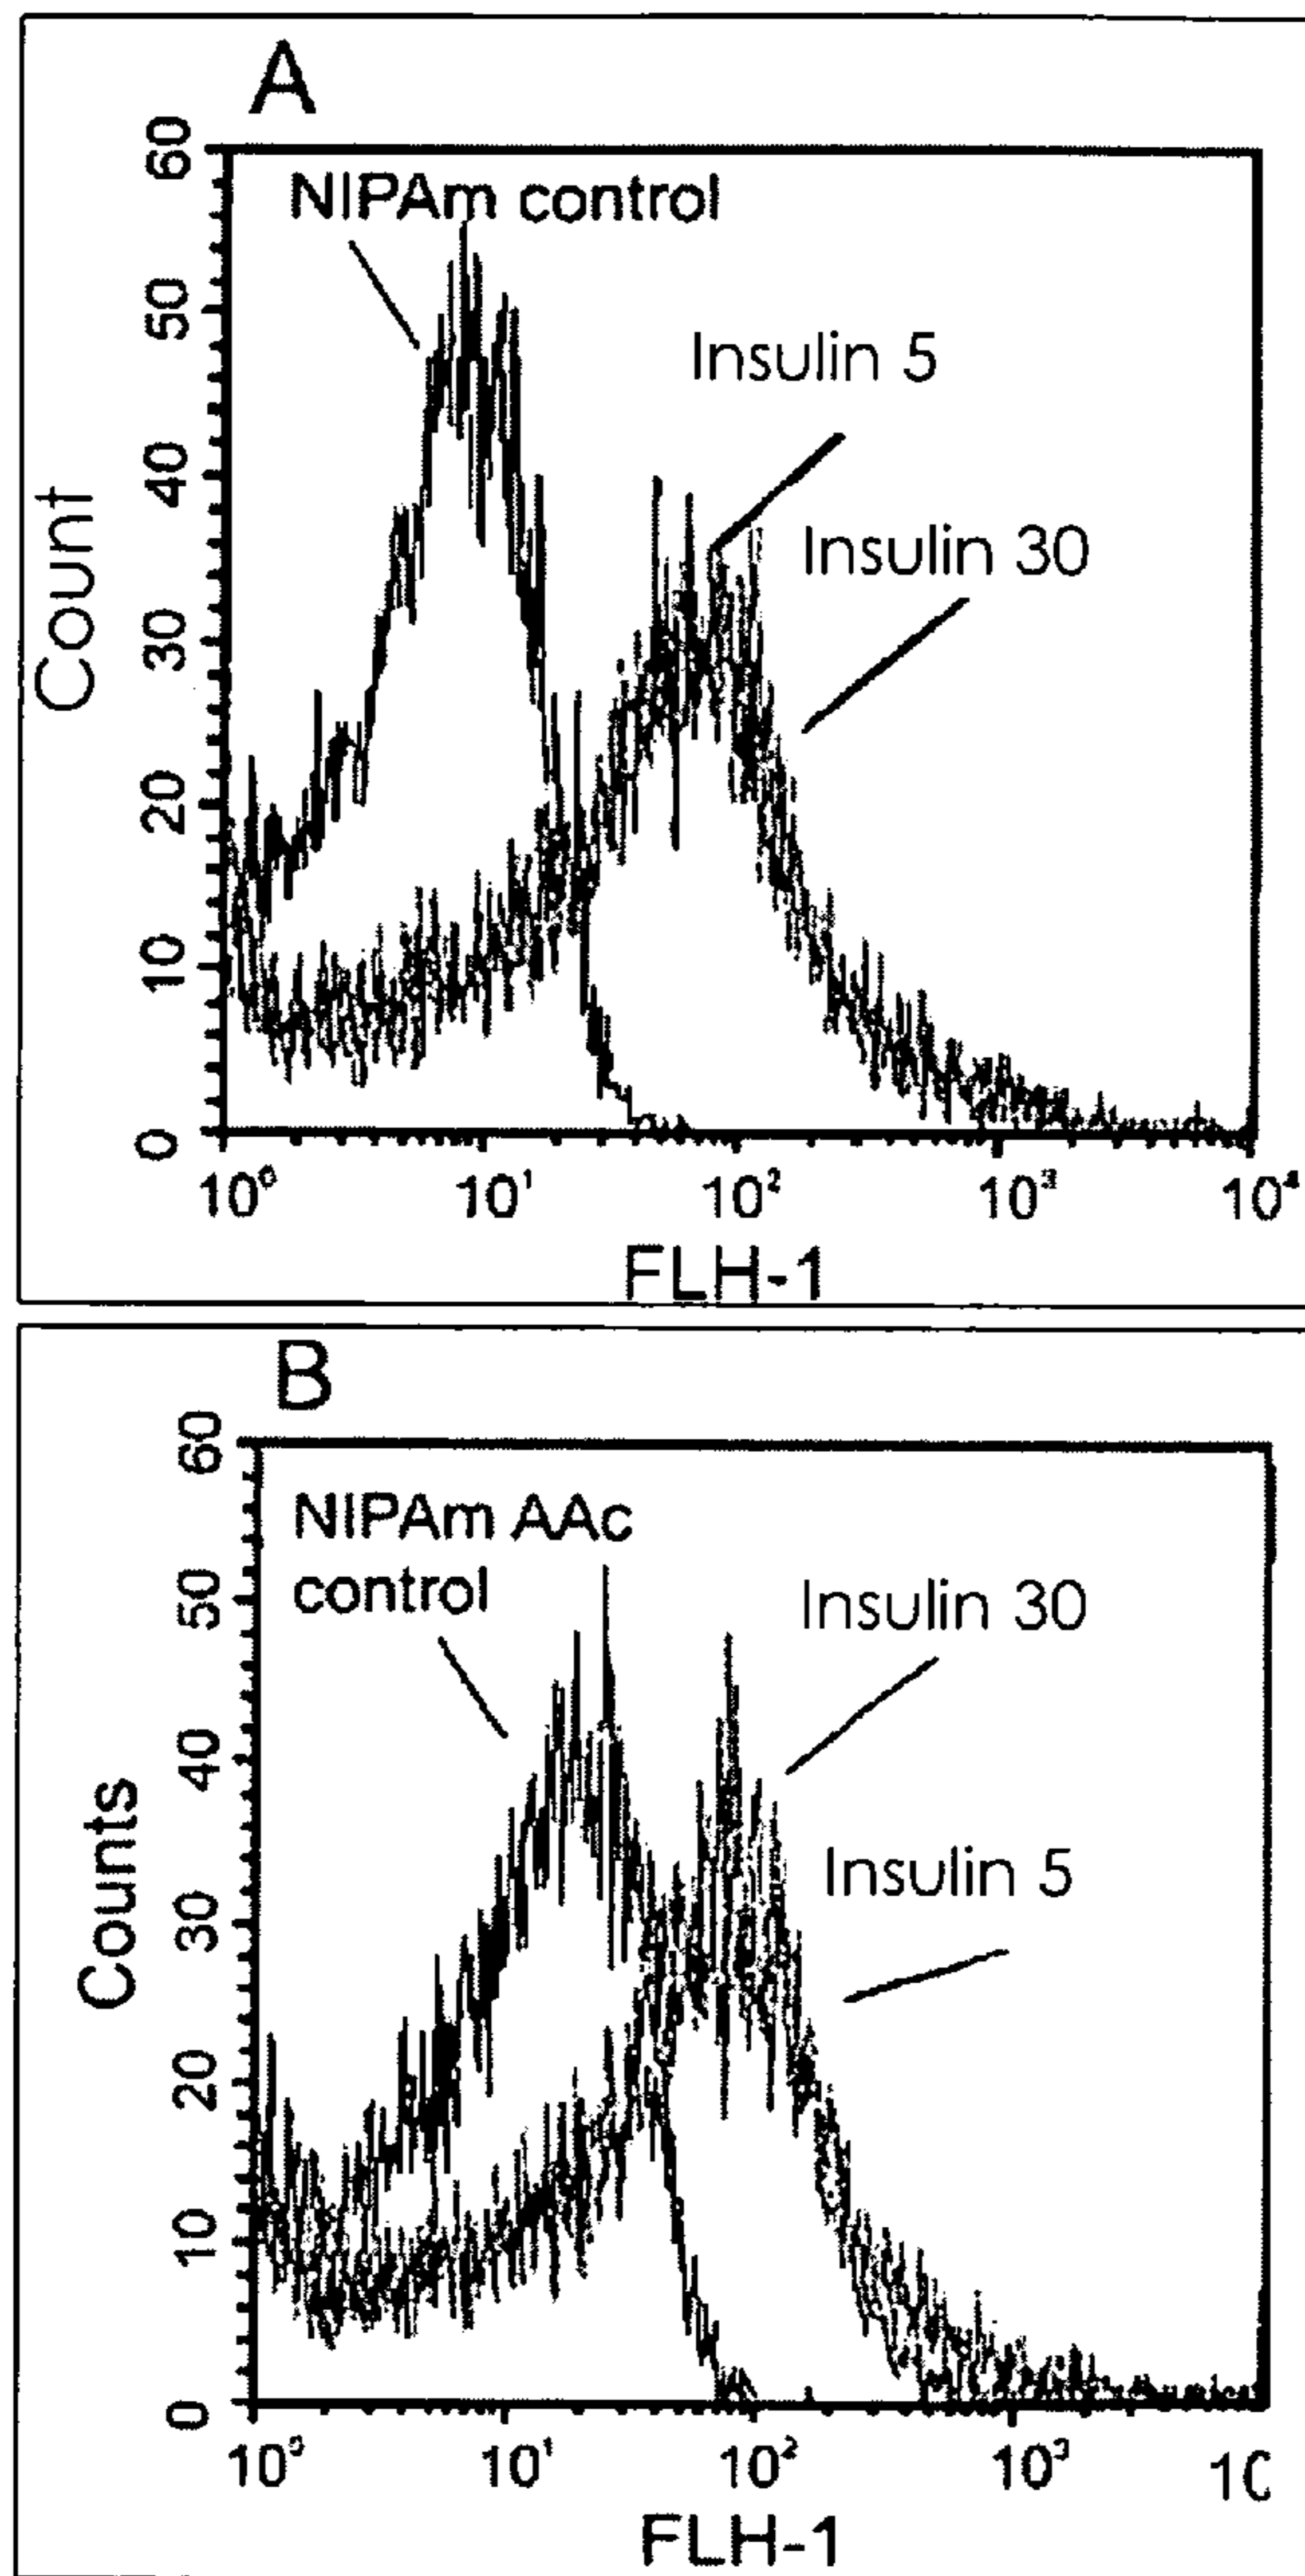 A
60
NIPAm control
50
Insulin 5
40
Insulin 30
Count
30
20
10
0
10⁰ 10¹ 10² 10³ 10⁴
FLH-1
B
60
NIPAm AAc
control
50
Insulin 30
40
Insulin 5
Counts
30
20
10
0
10⁰ 10¹ 10² 10³ 10
FLH-1